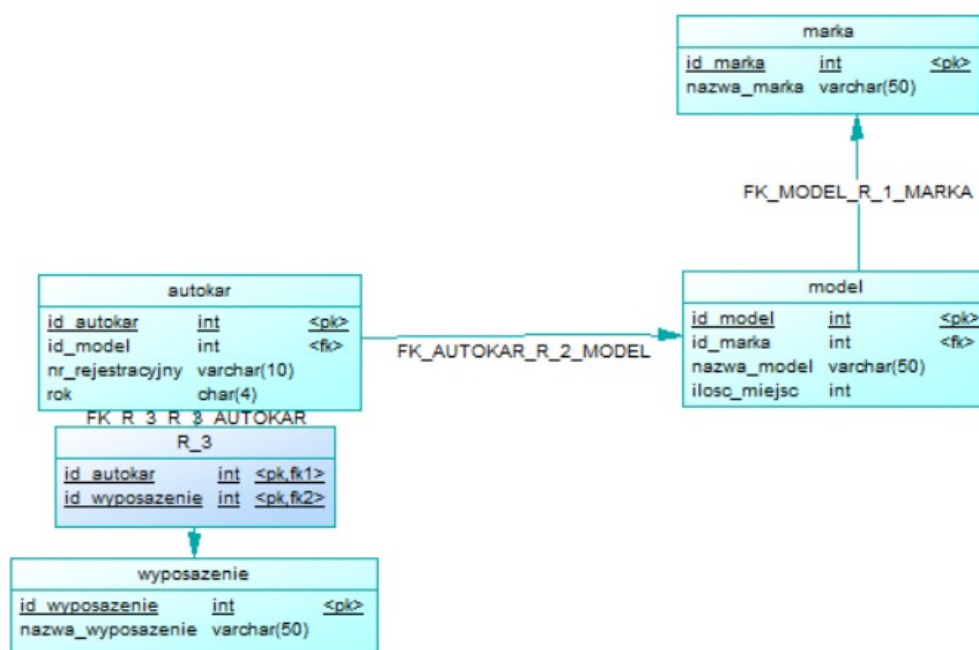 marka
id_marka int <pk>
nazwa_marka varchar(50)
FK_MODEL_R_1_MARKA
autokar
id_autokar int <pk>
id_model int <fk>
nr_rejestracyjny varchar(10)
rok char(4)
FK_AUTOKAR_R_2_MODEL
model
id_model int <pk>
id_marka int <fk>
nazwa_model varchar(50)
ilosc_miejsc int
FK_R_3_R_3_AUTOKAR
R_3
id_autokar int <pk,fk1>
id_wyposazenie int <pk,fk2>
wyposazenie
id_wyposazenie int <pk>
nazwa_wyposazenie varchar(50)